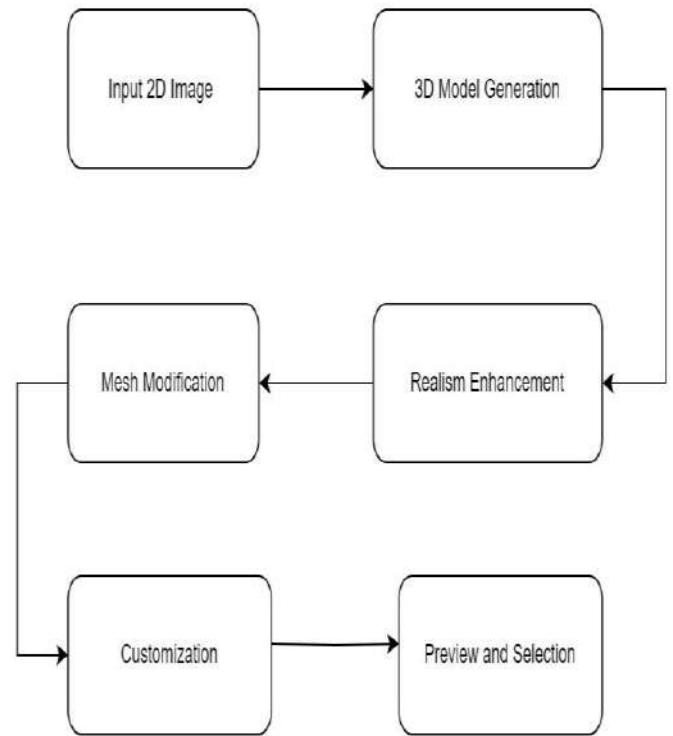 Input 2D Image
3D Model Generation
Realism Enhancement
Mesh Modification
Customization
Preview and Selection